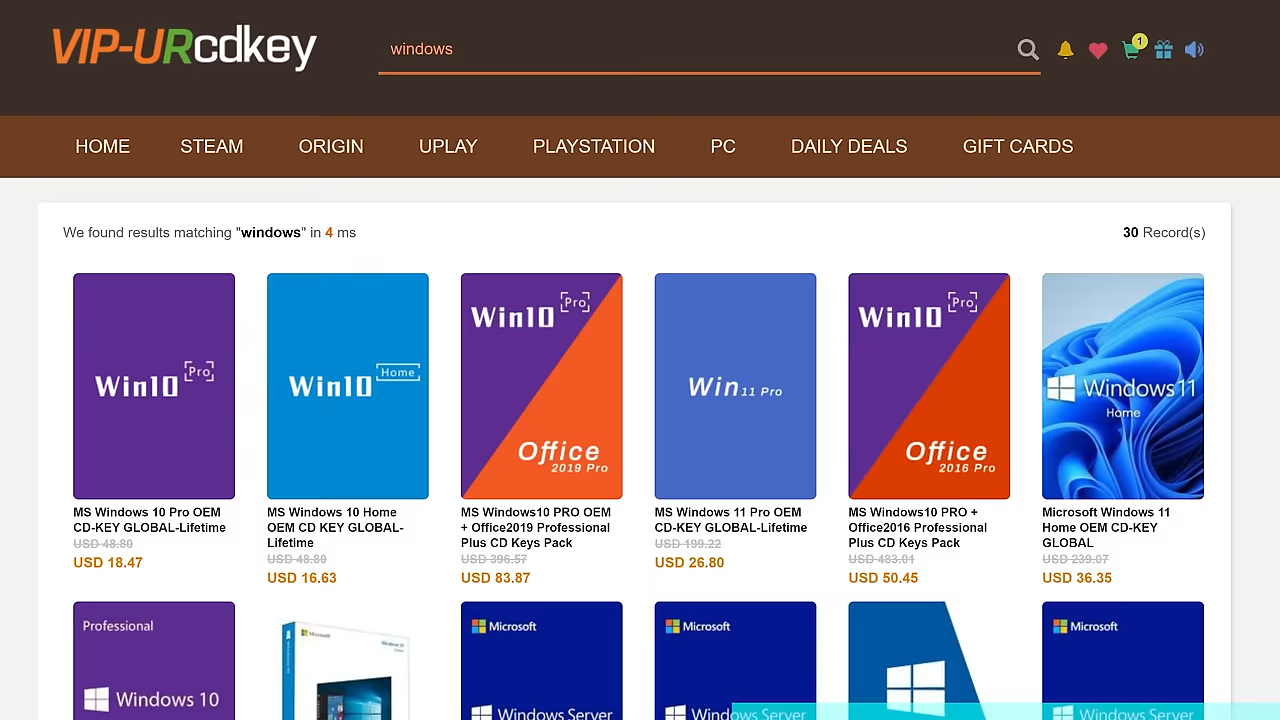 VIP-URcdkey
windows
1
HOME STEAM ORIGIN UPLAY PLAYSTATION PC DAILY DEALS GIFT CARDS
We found results matching "windows" in 4 ms
30 Record(s)
Win10 Pro
Win10 Home
Win10 Pro
Office
2019 Pro
Win 11 Pro
Win10 Pro
Office
2016 Pro
Windows 11
Home
MS Windows 10 Pro OEM
CD-KEY GLOBAL-Lifetime
USD 48.80
USD 18.47
MS Windows 10 Home
OEM CD KEY GLOBAL-
Lifetime
USD 48.80
USD 16.63
MS Windows10 PRO OEM
+ Office2019 Professional
Plus CD Keys Pack
USD 396.57
USD 83.87
MS Windows 11 Pro OEM
CD-KEY GLOBAL-Lifetime
USD 199.22
USD 26.80
MS Windows10 PRO +
Office2016 Professional
Plus CD Keys Pack
USD 483.01
USD 50.45
Microsoft Windows 11
Home OEM CD-KEY
GLOBAL
USD 239.07
USD 36.35
Professional
Windows 10
Microsoft
Microsoft
Windows Server
Microsoft
Windows Server
Microsoft
Windows Server